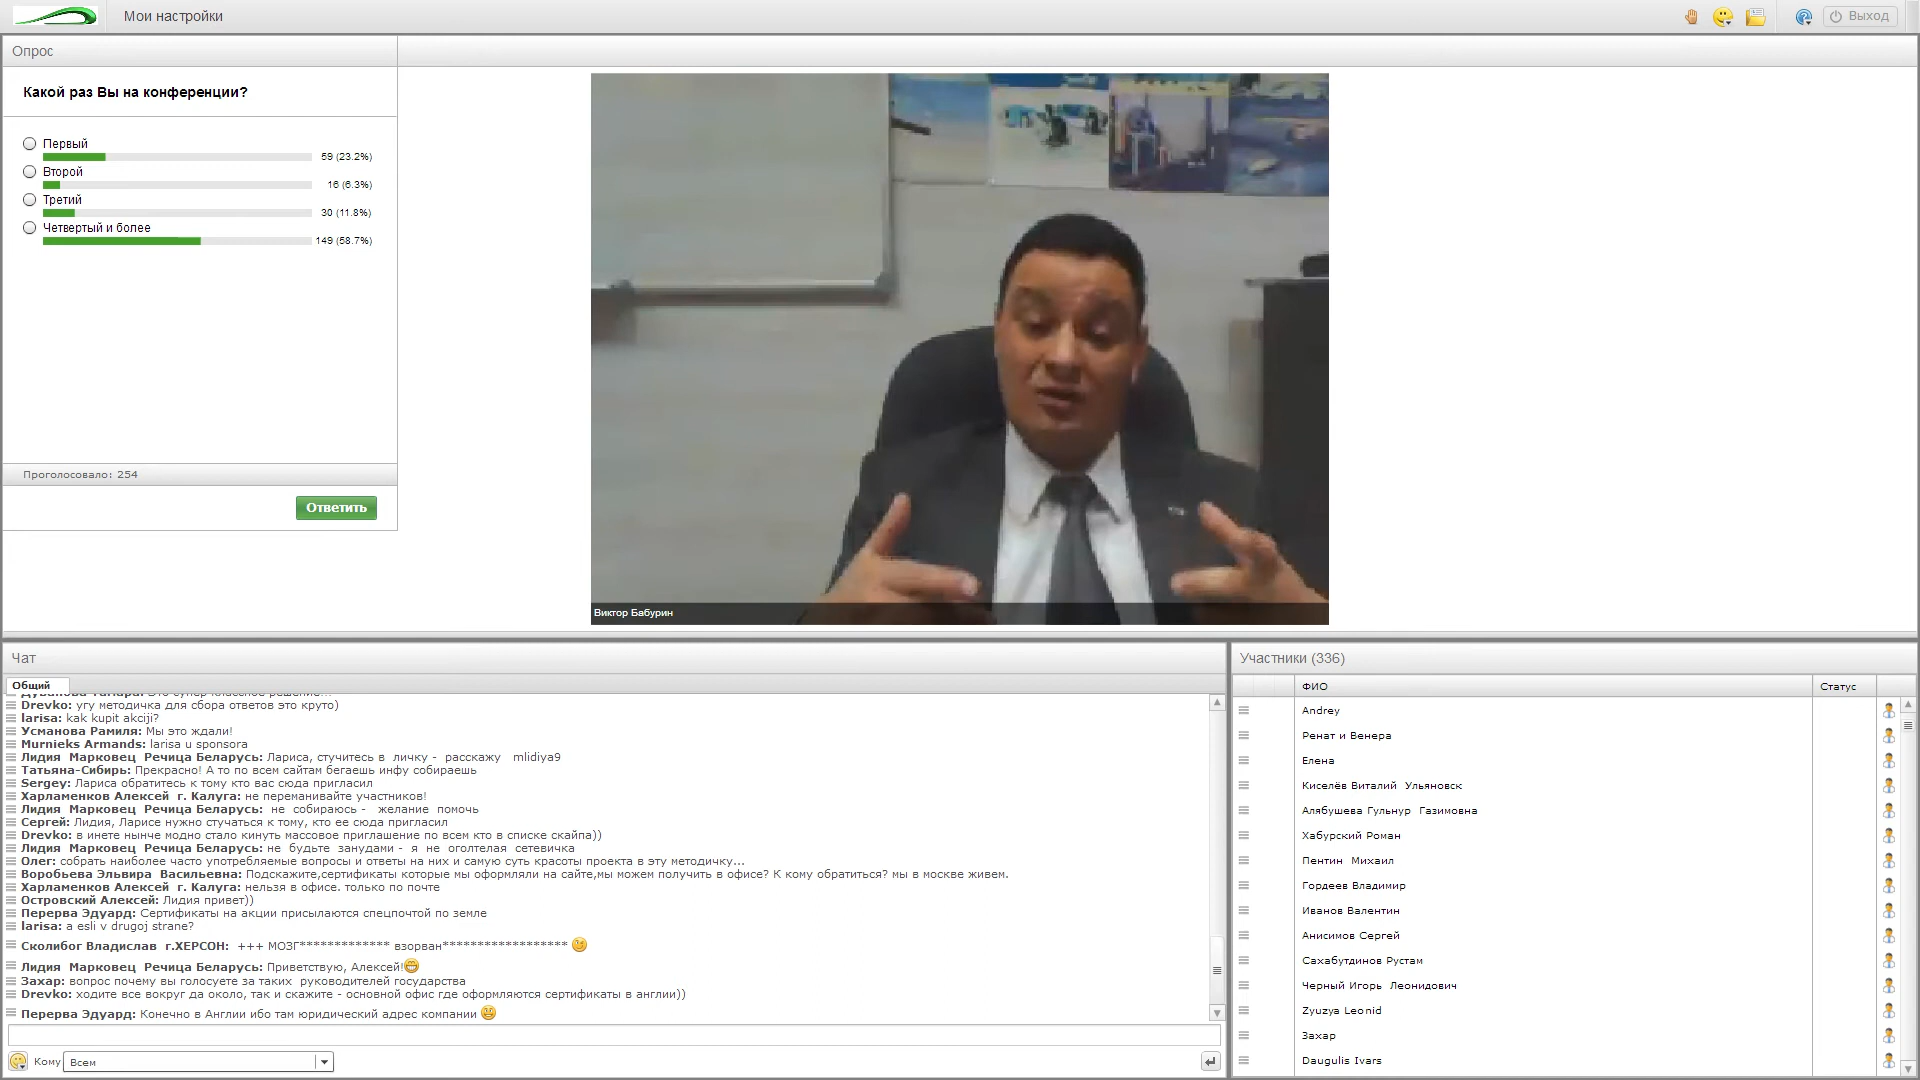 Мои настройки
Выход
Опрос
Какой раз Вы на конференции?
Первый
59 (23.2%)
Второй
16 (6.3%)
Третий
30 (11.8%)
Четвертый и более
149 (58.7%)
Проголосовало: 254
Ответить
Виктор Бабурин
Чат
Общий
Drevko: угу методичка для сбора ответов это круто)
larisa: kak kupit akciji?
Усманова Рамиля: Мы это ждали!
Murnieks Armands: larisa u sponsora
Лидия Марковец Речица Беларусь: Лариса, стучитесь в личку - расскажу mlidiya9
Татьяна-Сибирь: Прекрасно! А то по всем сайтам бегаешь инфу собираешь
Sergey: Лариса обратитесь к тому кто вас сюда пригласил
Харламенков Алексей г. Калуга: не переманивайте участников!
Лидия Марковец Речица Беларусь: не собираюсь - желание помочь
Сергей: Лидия, Ларисе нужно стучаться к тому, кто ее сюда пригласил
Drevko: в инете нынче модно стало кинуть массовое приглашение по всем кто в списке скайпа))
Лидия Марковец Речица Беларусь: не будьте занудами - я не оголтелая сетевичка
Олег: собрать наиболее часто употребляемые вопросы и ответы на них и самую суть красоты проекта в эту методичку...
Воробьева Эльвира Васильевна: Подскажите,сертификаты которые мы оформляли на сайте,мы можем получить в офисе? К кому обратиться? мы в москве живем.
Харламенков Алексей г. Калуга: нельзя в офисе. только по почте
Островский Алексей: Лидия привет))
Перерва Эдуард: Сертификаты на акции присылаются спецпочтой по земле
larisa: a esli v drugoj strane?
Сколибог Владислав г.ХЕРСОН: +++ МОЗГ************* взорван******************
Лидия Марковец Речица Беларусь: Приветствую, Алексей!
Захар: вопрос почему вы голосуете за таких руководителей государства
Drevko: ходите все вокруг да около, так и скажите - основной офис где оформляются сертификаты в англии))
Перерва Эдуард: Конечно в Англии ибо там юридический адрес компании
Кому
Всем
Участники (336)
ФИО
Статус
Andrey
Ренат и Венера
Елена
Киселёв Виталий Ульяновск
Алябушева Гульнур Газимовна
Хабурский Роман
Пентин Михаил
Гордеев Владимир
Иванов Валентин
Анисимов Сергей
Сахабутдинов Рустам
Черный Игорь Леонидович
Zyuzya Leonid
Захар
Daugulis Ivars